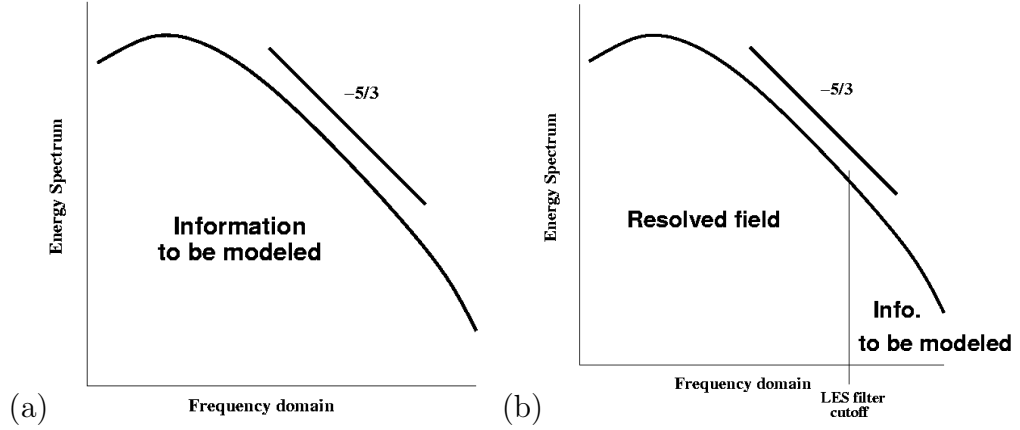 Energy Spectrum
−5/3
Information
to be modeled
Frequency domain
(a)
Energy Spectrum
−5/3
Resolved field
Info.
to be modeled
Frequency domain
LES filter
cutoff
(b)